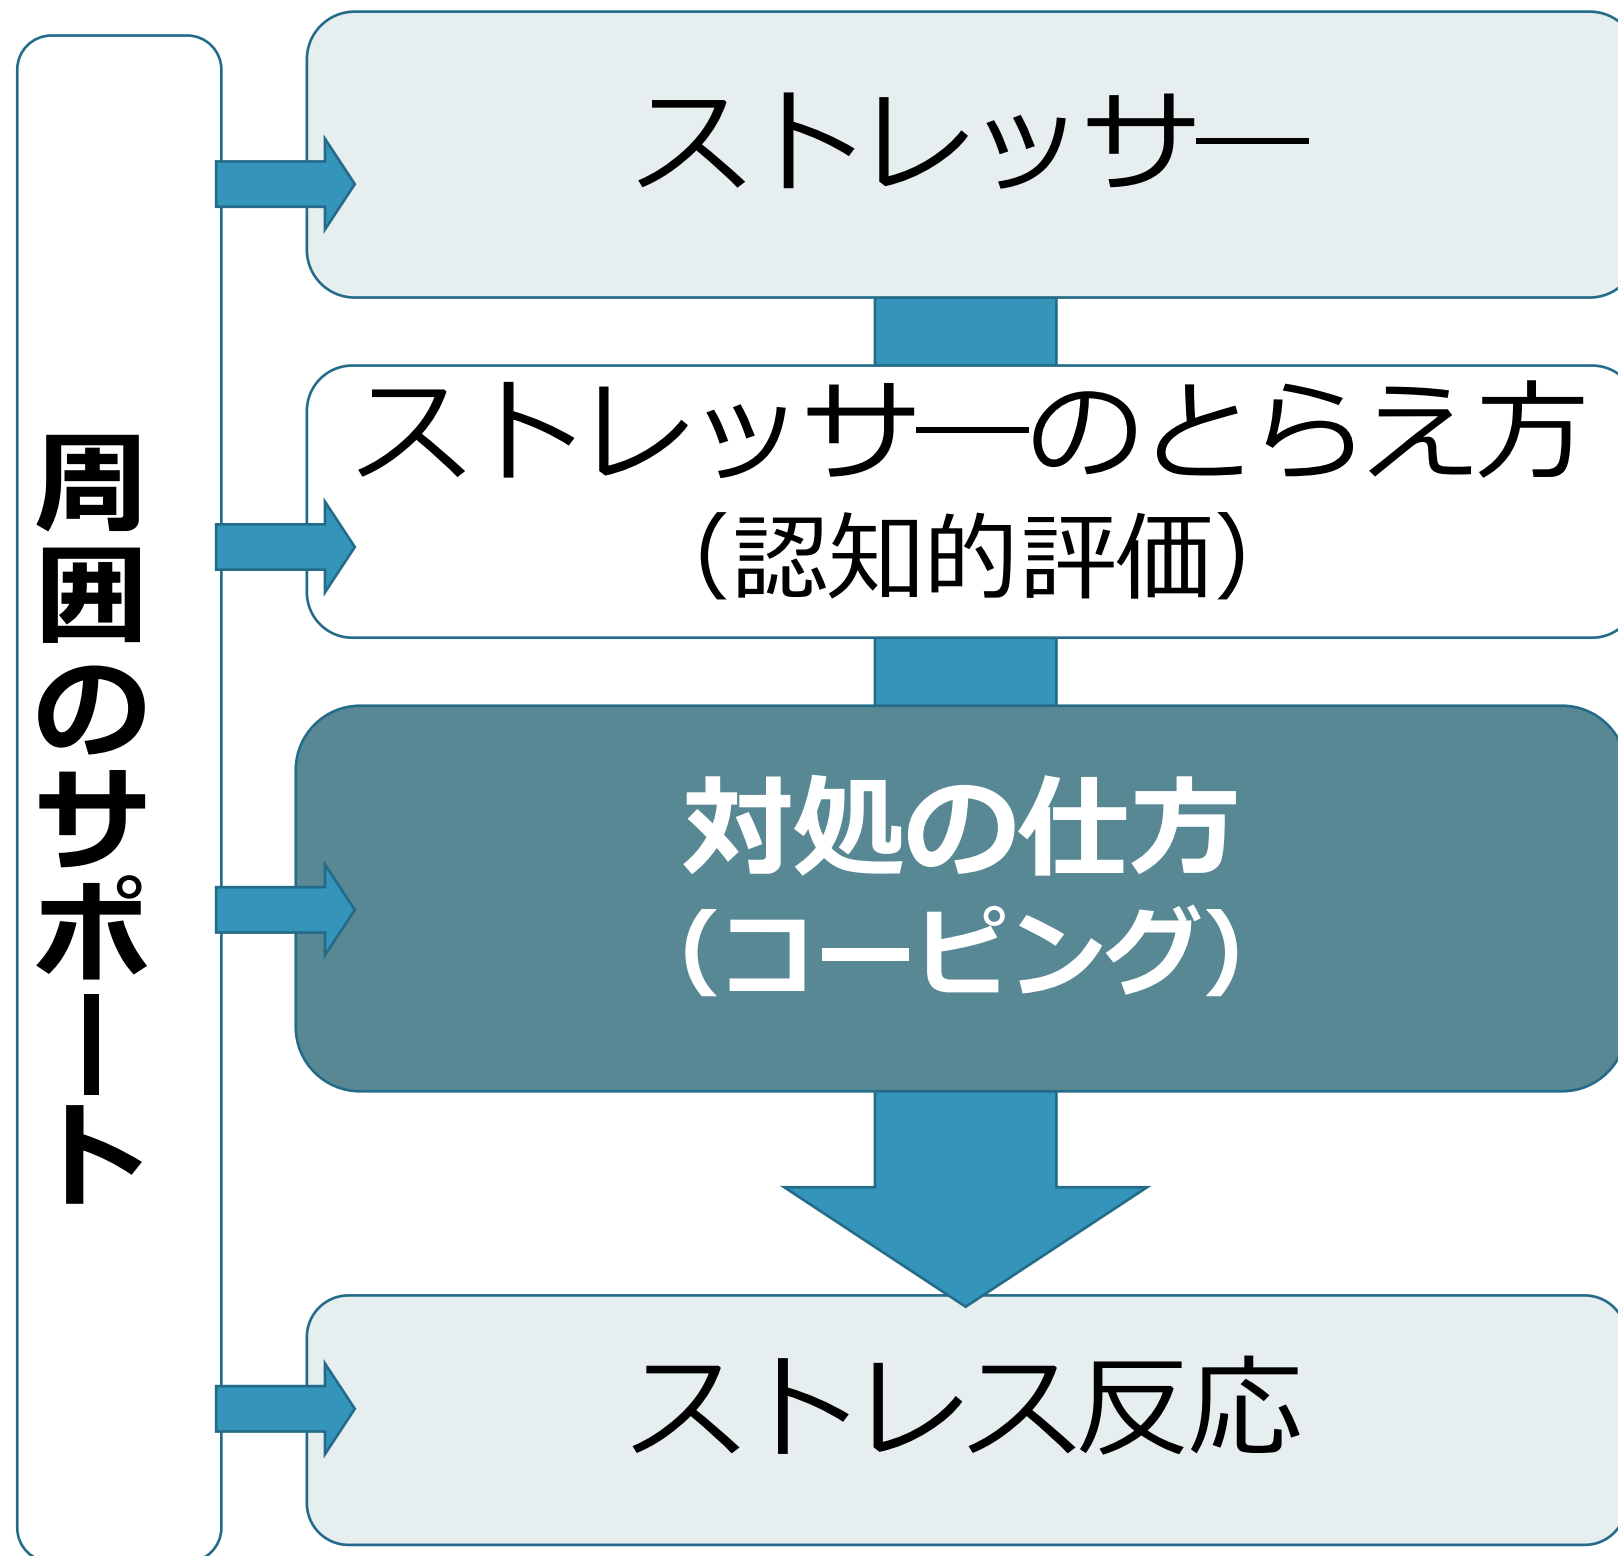 周囲のサポート
ストレッサー
ストレッサーのとらえ方
（認知的評価）
対処の仕方
（コーピング）
ストレス反応